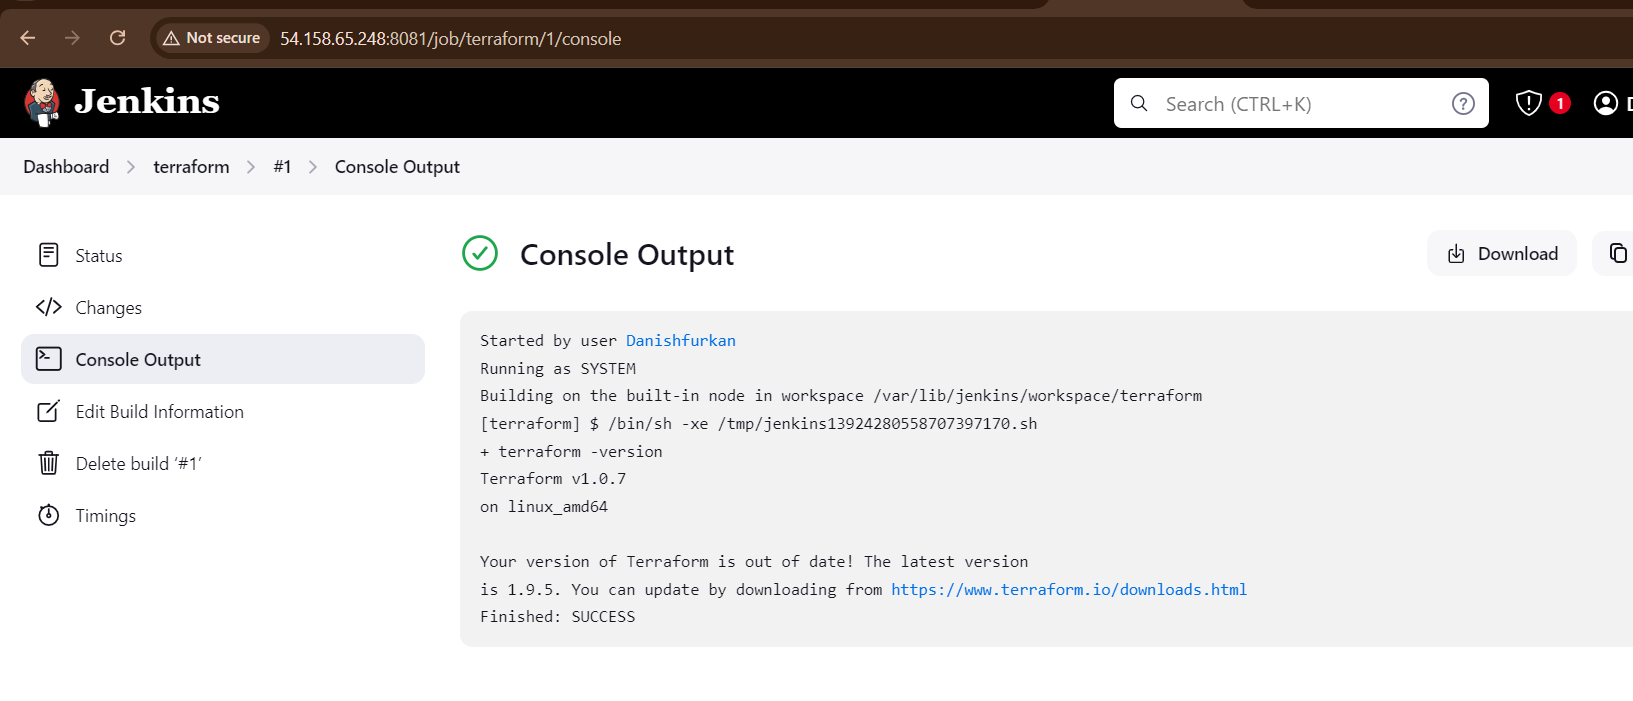 Not secure 54.158.65.248:8081/job/terraform/1/console
Jenkins
Search (CTRL+K)
?
1
Dashboard > terraform > #1 > Console Output
Status
Changes
Console Output
Edit Build Information
Delete build ‘#1’
Timings
Console Output
Download
Started by user Danishfurkan
Running as SYSTEM
Building on the built-in node in workspace /var/lib/jenkins/workspace/terraform
[terraform] $ /bin/sh -xe /tmp/jenkins13924280558707397170.sh
+ terraform -version
Terraform v1.0.7
on linux_amd64
Your version of Terraform is out of date! The latest version
is 1.9.5. You can update by downloading from https://www.terraform.io/downloads.html
Finished: SUCCESS